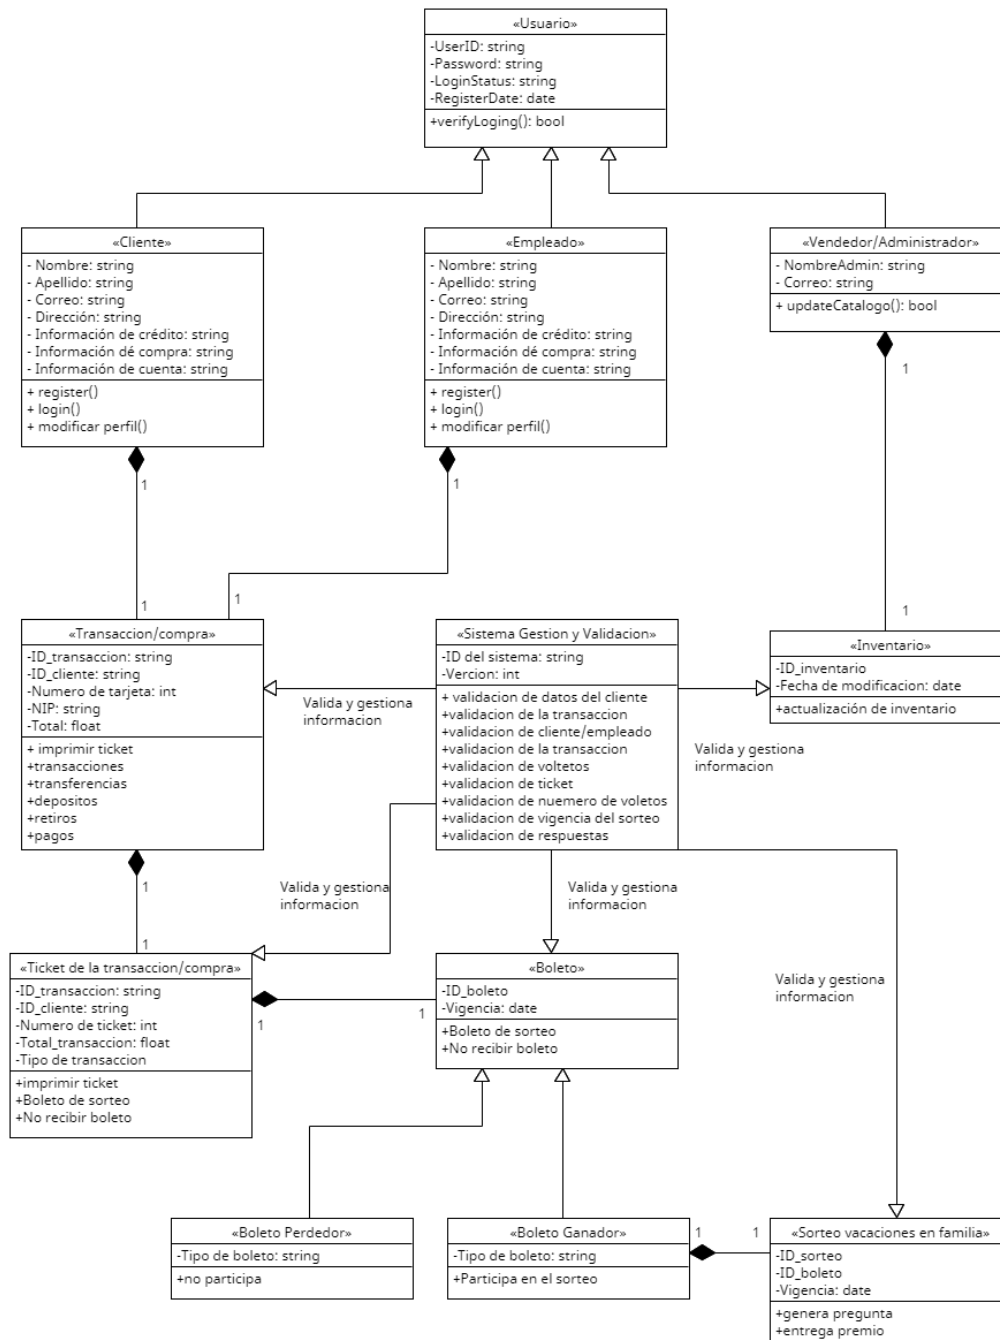 «Usuario»
-UserID: string
-Password: string
-LoginStatus: string
-RegisterDate: date
+verifyLoging(): bool
«Cliente»
- Nombre: string
- Apellido: string
- Correo: string
- Dirección: string
- Información de crédito: string
- Información dé compra: string
- Información de cuenta: string
+ register()
+ login()
+ modificar perfil()
1
1
«Empleado»
- Nombre: string
- Apellido: string
- Correo: string
- Dirección: string
- Información de crédito: string
- Información dé compra: string
- Información de cuenta: string
+ register()
+ login()
+ modificar perfil()
1
1
«Vendedor/Administrador»
- NombreAdmin: string
- Correo: string
+ updateCatalogo(): bool
1
1
«Transaccion/compra»
-ID_transaccion: string
-ID_cliente: string
-Numero de tarjeta: int
-NIP: string
-Total: float
+ imprimir ticket
+transacciones
+transferencias
+depositos
+retiros
+pagos
1
1
Valida y gestiona
informacion
«Sistema Gestion y Validacion»
-ID del sistema: string
-Vercion: int
+ validacion de datos del cliente
+validacion de la transaccion
+validacion de cliente/empleado
+validacion de la transaccion
+validacion de voltetos
+validacion de ticket
+validacion de nuemero de voletos
+validacion de vigencia del sorteo
+validacion de respuestas
«Inventario»
-ID_inventario
-Fecha de modificacion: date
+actualización de inventario
Valida y gestiona
informacion
Valida y gestiona
informacion
Valida y gestiona
informacion
Valida y gestiona
informacion
«Ticket de la transaccion/compra»
-ID_transaccion: string
-ID_cliente: string
-Numero de ticket: int
-Total_transaccion: float
-Tipo de transaccion
+imprimir ticket
+Boleto de sorteo
+No recibir boleto
1
1
«Boleto»
-ID_boleto
-Vigencia: date
+Boleto de sorteo
+No recibir boleto
«Boleto Perdedor»
-Tipo de boleto: string
+no participa
«Boleto Ganador»
-Tipo de boleto: string
+Participa en el sorteo
1
1
«Sorteo vacaciones en familia»
-ID_sorteo
-ID_boleto
-Vigencia: date
+genera pregunta
+entrega premio